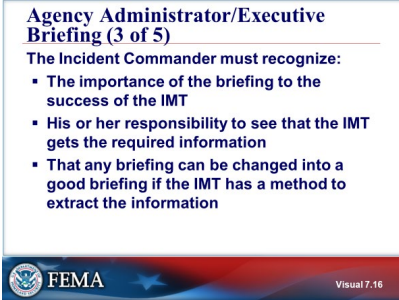 Agency Administrator/Executive
Briefing (3 of 5)
The Incident Commander must recognize:
▪ The importance of the briefing to the
success of the IMT
▪ His or her responsibility to see that the IMT
gets the required information
▪ That any briefing can be changed into a
good briefing if the IMT has a method to
extract the information
FEMA
Visual 7.16